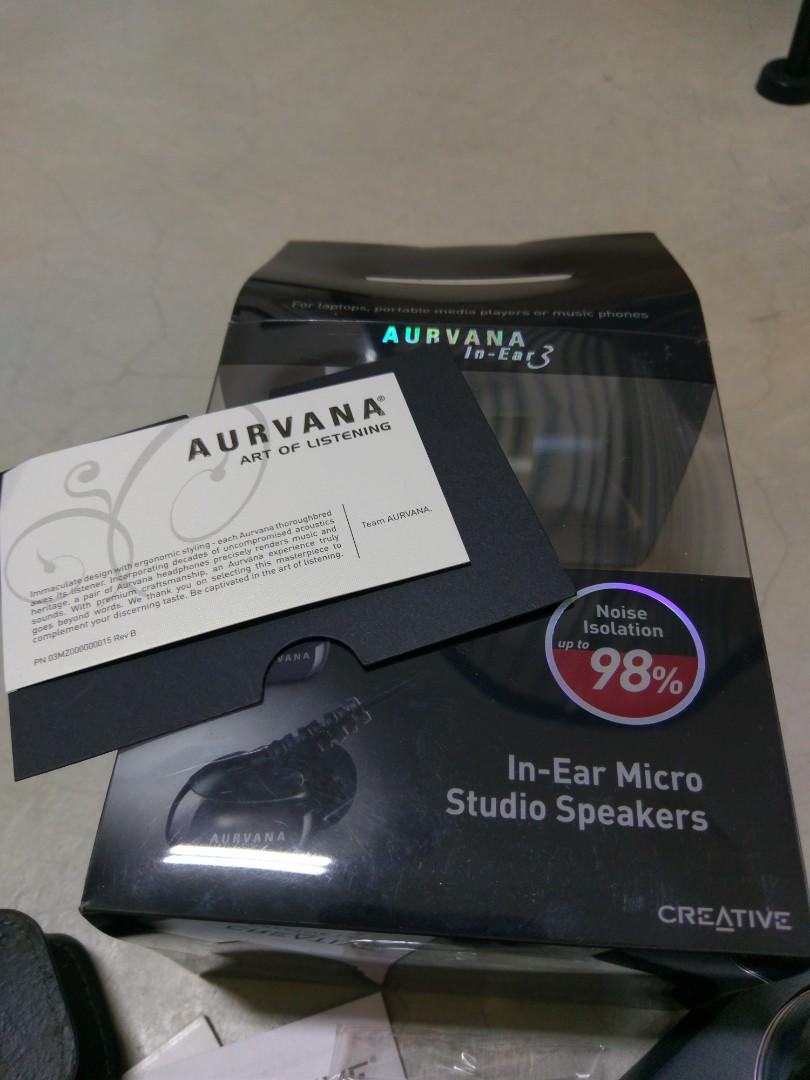 For laptops, portable media players or music phones
AURVANA
In-Ear3
AURVANA®
ART OF LISTENING
Immaculate design with ergonomic styling - each Aurvana thoroughbred
awes its listener. Incorporating decades of uncompromised acoustics
heritage, a pair of Aurvana headphones precisely renders music and
sounds. With premium craftsmanship, an Aurvana experience truly
goes beyond words. We thank you on selecting this masterpiece to
complement your discerning taste. Be captivated in the art of listening.
Team AURVANA.
PN 03MZ000000015 Rev B
Noise
Isolation
up to
98%
VANA
In-Ear Micro
Studio Speakers
AURVANA
CREATIVE